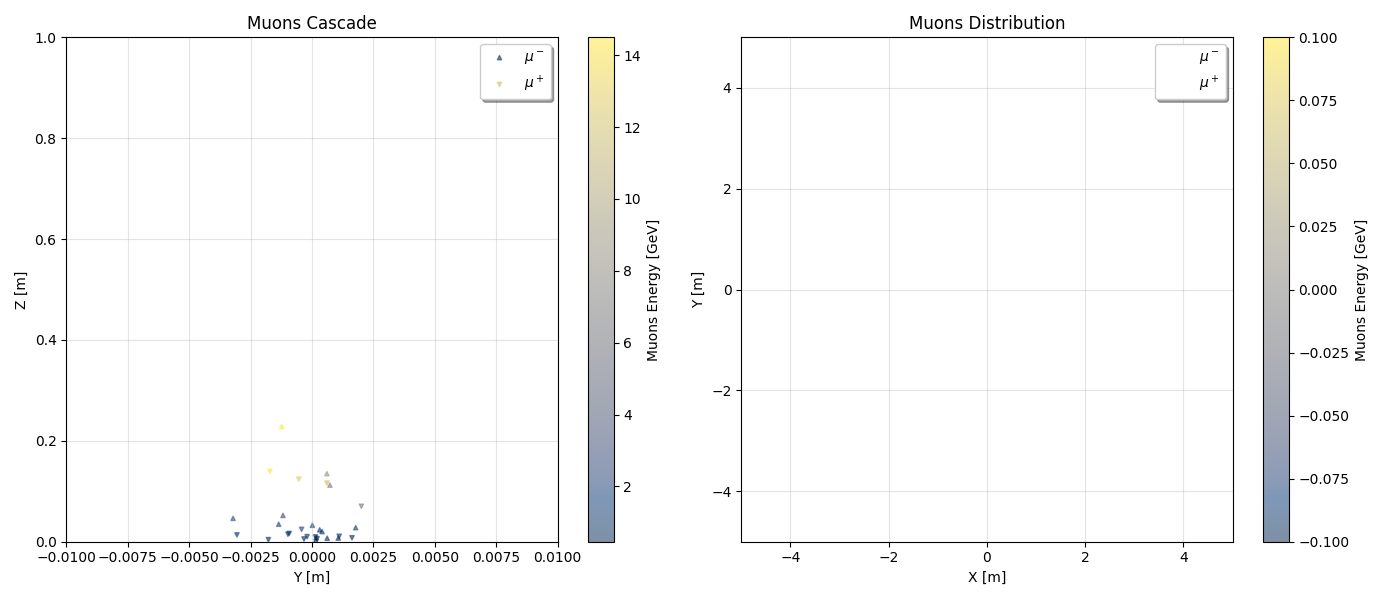 Muons Cascade
Z [m]
1.0
0.8
0.6
0.4
0.2
0.0
−0.0100 −0.0075 −0.0050 −0.0025 0.0000 0.0025 0.0050 0.0075 0.0100
Y [m]
μ⁻
μ⁺
14
12
10
8
6
4
2
Muons Energy [GeV]
Muons Distribution
Y [m]
4
2
0
−2
−4
−4 −2 0 2 4
X [m]
μ⁻
μ⁺
0.100
0.075
0.050
0.025
0.000
−0.025
−0.050
−0.075
−0.100
Muons Energy [GeV]